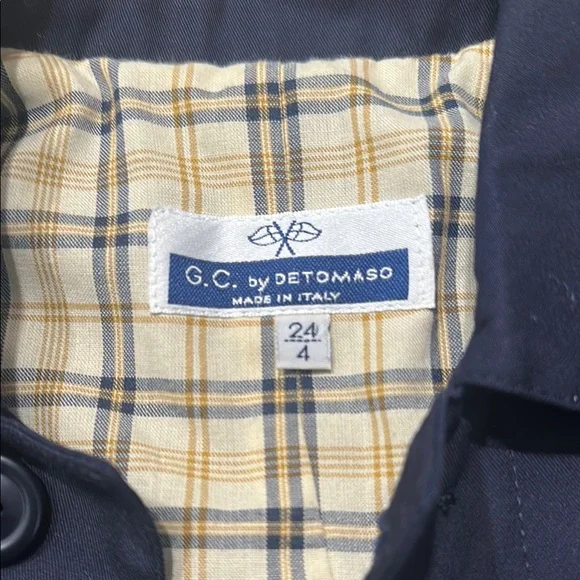 G.C. by DETOMASO
MADE IN ITALY
24
4